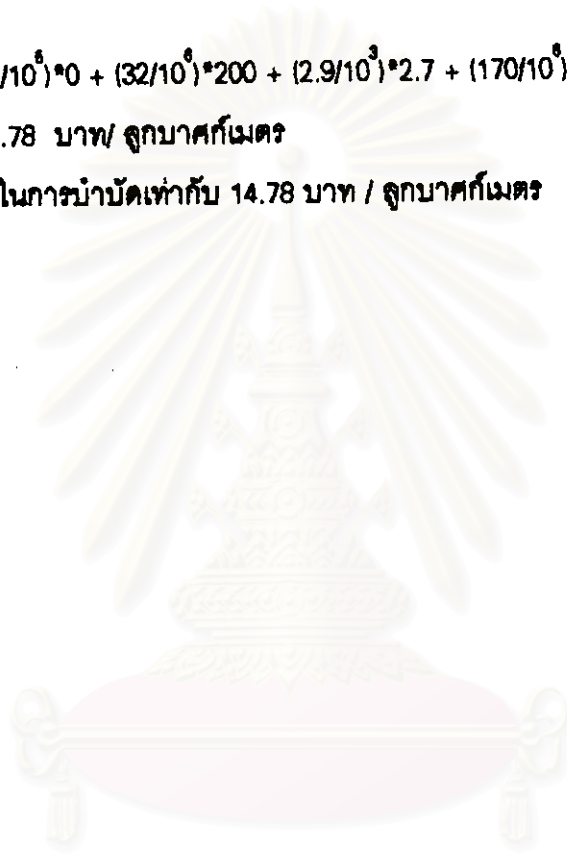 /10⁶)*0 + (32/10⁶)*200 + (2.9/10³)*2.7 + (170/10⁶)
.78 บาท/ ลูกบาศก์เมตร
ในการบำบัดเท่ากับ 14.78 บาท / ลูกบาศก์เมตร